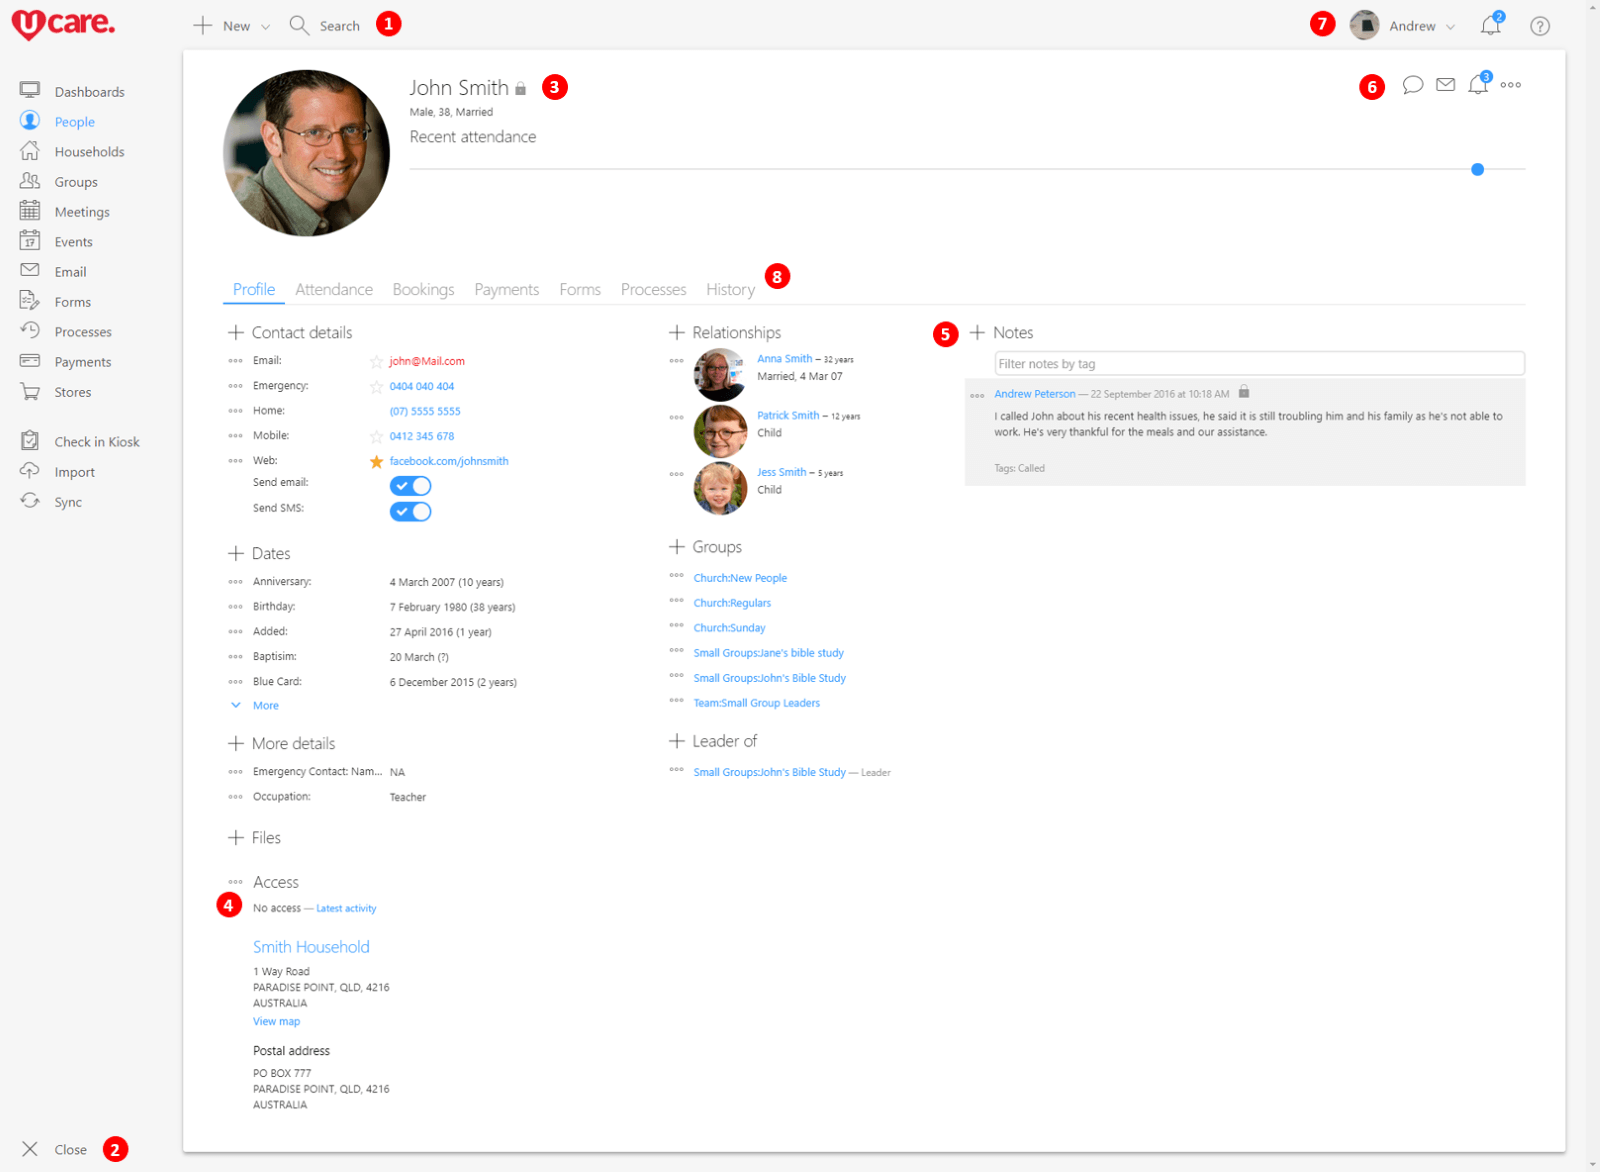 Ucare.
New
Search
1
7
Andrew
2
?
Dashboards
People
Households
Groups
Meetings
17
Events
Email
Forms
Processes
Payments
Stores
Check in Kiosk
Import
Sync
Close
2
John Smith
3
Male, 38, Married
Recent attendance
6
3
Profile
Attendance
Bookings
Payments
Forms
Processes
History
8
Contact details
Email:
john@Mail.com
Emergency:
0404 040 404
Home:
(07) 5555 5555
Mobile:
0412 345 678
Web:
facebook.com/johnsmith
Send email:
Send SMS:
Dates
Anniversary:
4 March 2007 (10 years)
Birthday:
7 February 1980 (38 years)
Added:
27 April 2016 (1 year)
Baptisim:
20 March (?)
Blue Card:
6 December 2015 (2 years)
More
More details
Emergency Contact: Nam...
NA
Occupation:
Teacher
Files
Access
4
No access — Latest activity
Smith Household
1 Way Road
PARADISE POINT, QLD, 4216
AUSTRALIA
View map
Postal address
PO BOX 777
PARADISE POINT, QLD, 4216
AUSTRALIA
Relationships
Anna Smith – 32 years
Married, 4 Mar 07
Patrick Smith – 12 years
Child
Jess Smith – 5 years
Child
Groups
Church:New People
Church:Regulars
Church:Sunday
Small Groups:Jane's bible study
Small Groups:John's Bible Study
Team:Small Group Leaders
Leader of
Small Groups:John's Bible Study — Leader
5
Notes
Filter notes by tag
Andrew Peterson — 22 September 2016 at 10:18 AM
I called John about his recent health issues, he said it is still troubling him and his family as he's not able to
work. He's very thankful for the meals and our assistance.
Tags: Called